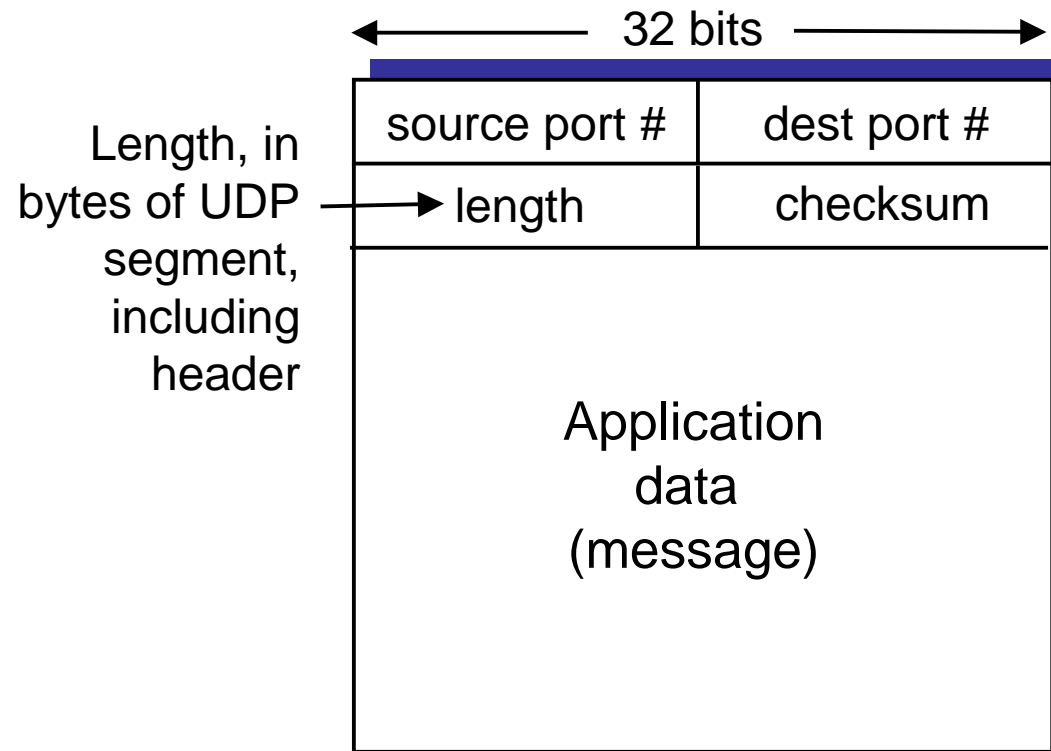 32 bits
source port #
dest port #
Length, in
bytes of UDP
segment,
including
header
length
checksum
Application
data
(message)